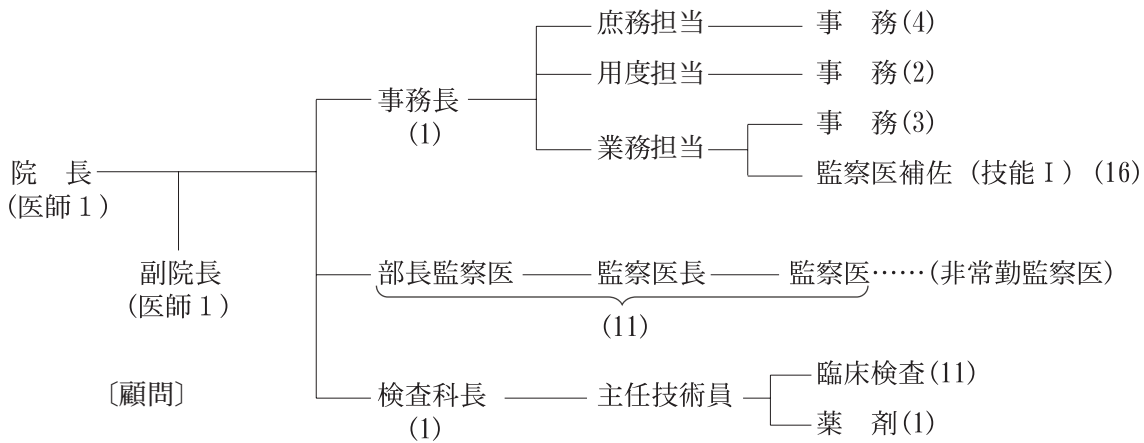 庶務担当 事　務(4)
用度担当 事　務(2)
事務長
(1)
業務担当 事　務(3)
監察医補佐（技能Ⅰ）(16)
院　長
(医師1)
副院長
(医師1)
部長監察医 監察医長 監察医……(非常勤監察医)
(11)
〔顧問〕
検査科長
(1)
主任技術員 臨床検査(11)
薬　剤(1)